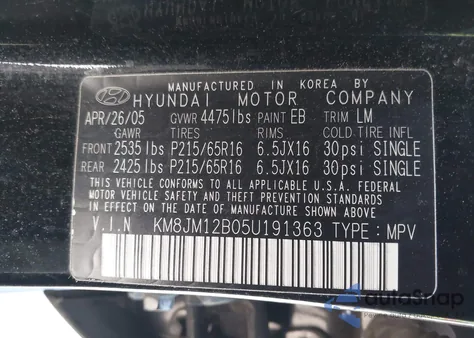 MANUFACTURED IN KOREA BY
HYUNDAI MOTOR COMPANY
APR/26/05 GVWR 4475lbs PAINT EB TRIM LM
GAWR TIRES RIMS COLD TIRE INFL
FRONT 2535lbs P215/65R16 6.5JX16 30psi SINGLE
REAR 2425lbs P215/65R16 6.5JX16 30psi SINGLE
THIS VEHICLE CONFORMS TO ALL APPLICABLE U.S.A. FEDERAL
MOTOR VEHICLE SAFETY AND THEFT PREVENTION STANDARDS
IN EFFECT ON THE DATE OF MANUFACTURE SHOWN ABOVE.
V.I.N KM8JM12B05U191363 TYPE: MPV
autoSnap